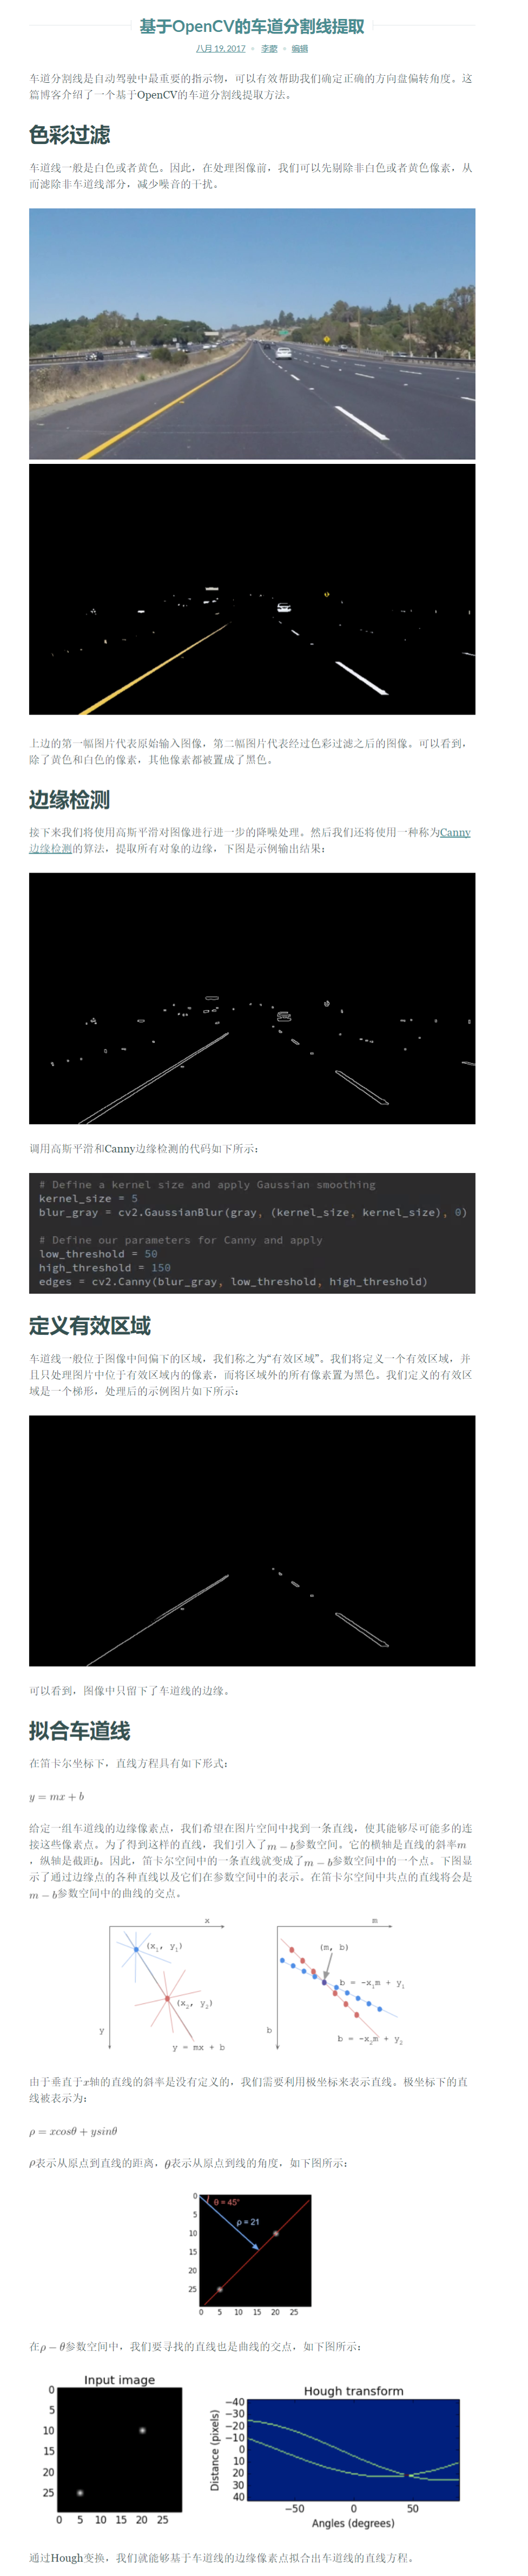 基于OpenCV的车道分割线提取
八月 19, 2017 李颢 编辑
车道分割线是自动驾驶中最重要的指示物，可以有效帮助我们确定正确的方向盘偏转角度。这
篇博客介绍了一个基于OpenCV的车道分割线提取方法。
色彩过滤
车道线一般是白色或者黄色。因此，在处理图像前，我们可以先剔除非白色或者黄色像素，从
而滤除非车道线部分，减少噪音的干扰。
上边的第一幅图片代表原始输入图像，第二幅图片代表经过色彩过滤之后的图像。可以看到，
除了黄色和白色的像素，其他像素都被置成了黑色。
边缘检测
接下来我们将使用高斯平滑对图像进行进一步的降噪处理。然后我们还将使用一种称为Canny
边缘检测的算法，提取所有对象的边缘，下图是示例输出结果：
调用高斯平滑和Canny边缘检测的代码如下所示：
# Define a kernel size and apply Gaussian smoothing
kernel_size = 5
blur_gray = cv2.GaussianBlur(gray, (kernel_size, kernel_size), 0)
# Define our parameters for Canny and apply
low_threshold = 50
high_threshold = 150
edges = cv2.Canny(blur_gray, low_threshold, high_threshold)
定义有效区域
车道线一般位于图像中间偏下的区域，我们称之为“有效区域”。我们将定义一个有效区域，并
且只处理图片中位于有效区域内的像素，而将区域外的所有像素置为黑色。我们定义的有效区
域是一个梯形，处理后的示例图片如下所示：
可以看到，图像中只留下了车道线的边缘。
拟合车道线
在笛卡尔坐标下，直线方程具有如下形式：
y = mx + b
给定一组车道线的边缘像素点，我们希望在图片空间中找到一条直线，使其能够尽可能多的连
接这些像素点。为了得到这样的直线，我们引入了m − b参数空间。它的横轴是直线的斜率m
，纵轴是截距b。因此，笛卡尔空间中的一条直线就变成了m − b参数空间中的一个点。下图显
示了通过边缘点的各种直线以及它们在参数空间中的表示。在笛卡尔空间中共点的直线将会是
m − b参数空间中的曲线的交点。
x
(x₁, y₁)
(x₂, y₂)
y
y = mx + b
m
(m, b)
b = -x₁m + y₁
b
b = -x₂m + y₂
由于垂直于x轴的直线的斜率是没有定义的，我们需要利用极坐标来表示直线。极坐标下的直
线被表示为：
ρ = xcosθ + ysinθ
ρ表示从原点到直线的距离，θ表示从原点到线的角度，如下图所示：
θ = 45°
ρ = 21
0
5
10
15
20
25
0 5 10 15 20 25
在ρ − θ参数空间中，我们要寻找的直线也是曲线的交点，如下图所示：
Input image
0
5
10
15
20
25
0 5 10 15 20 25
Hough transform
Distance (pixels)
−40
−30
−20
−10
0
10
20
30
40
−50 0 50
Angles (degrees)
通过Hough变换，我们就能够基于车道线的边缘像素点拟合出车道线的直线方程。